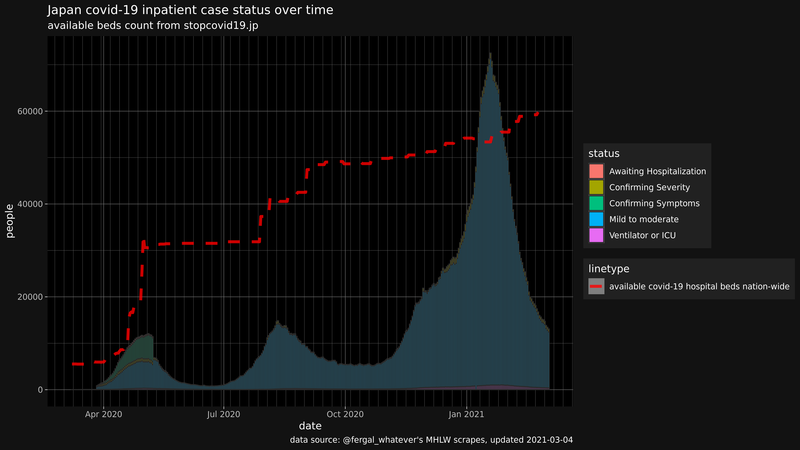 Japan covid-19 inpatient case status over time
available beds count from stopcovid19.jp
people
60000
40000
20000
0
Apr 2020
Jul 2020
Oct 2020
Jan 2021
date
data source: @fergal_whatever's MHLW scrapes, updated 2021-03-04
status
Awaiting Hospitalization
Confirming Severity
Confirming Symptoms
Mild to moderate
Ventilator or ICU
linetype
available covid-19 hospital beds nation-wide